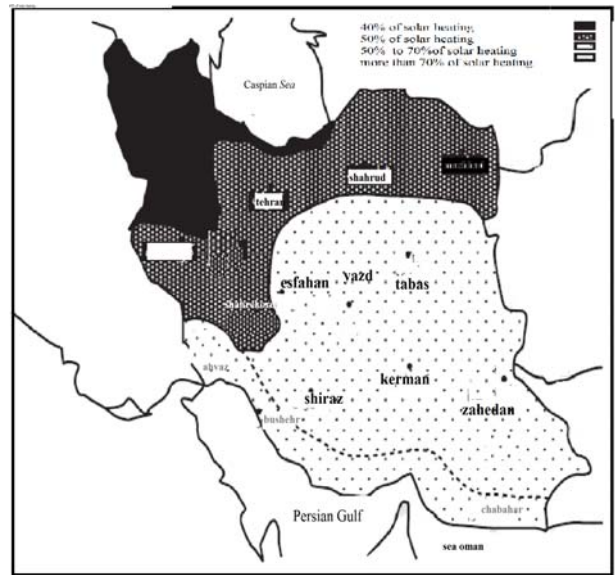 40% of solar heating
50% of solar heating
50% to 70%of solar heating
more than 70% of solar heating
Caspian Sea
shahrud
tehran
esfahan
yazd
tabas
ahvaz
kerman
shiraz
zahedan
bushehr
chabahar
Persian Gulf
sea oman